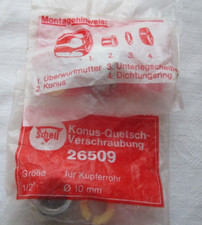 Montagehinweis:
1 2 3 4
1. Überwurfmutter 3. Unterlegscheibe
2. Konus 4. Dichtungsring
Schell
Konus-Quetsch-
Verschraubung
26509
Größe für Kupferrohr
1/2" Ø 10 mm